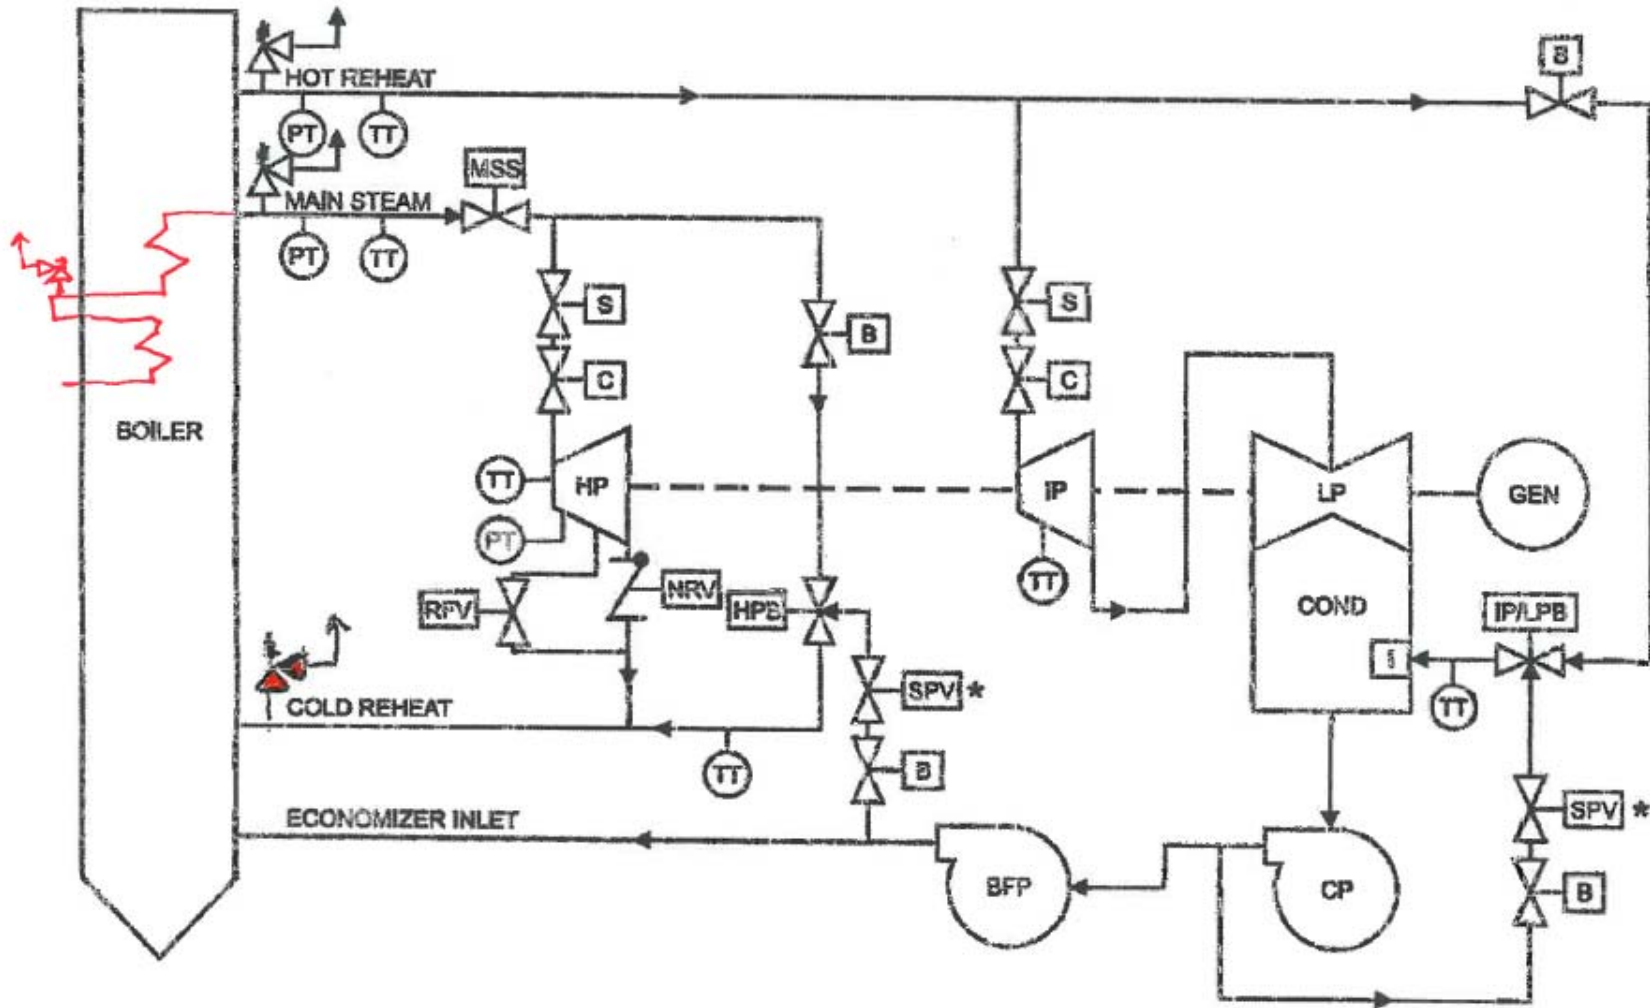 B
HOT REHEAT
PT TT
MSS
MAIN STEAM
PT TT
S
S
B
C
C
BOILER
TT
HP
IP
LP
GEN
PT
TT
RFV
NRV
HPB
COND
IP/LPB
SPV *
TT
COLD REHEAT
TT
B
ECONOMIZER INLET
SPV *
BFP
CP
B